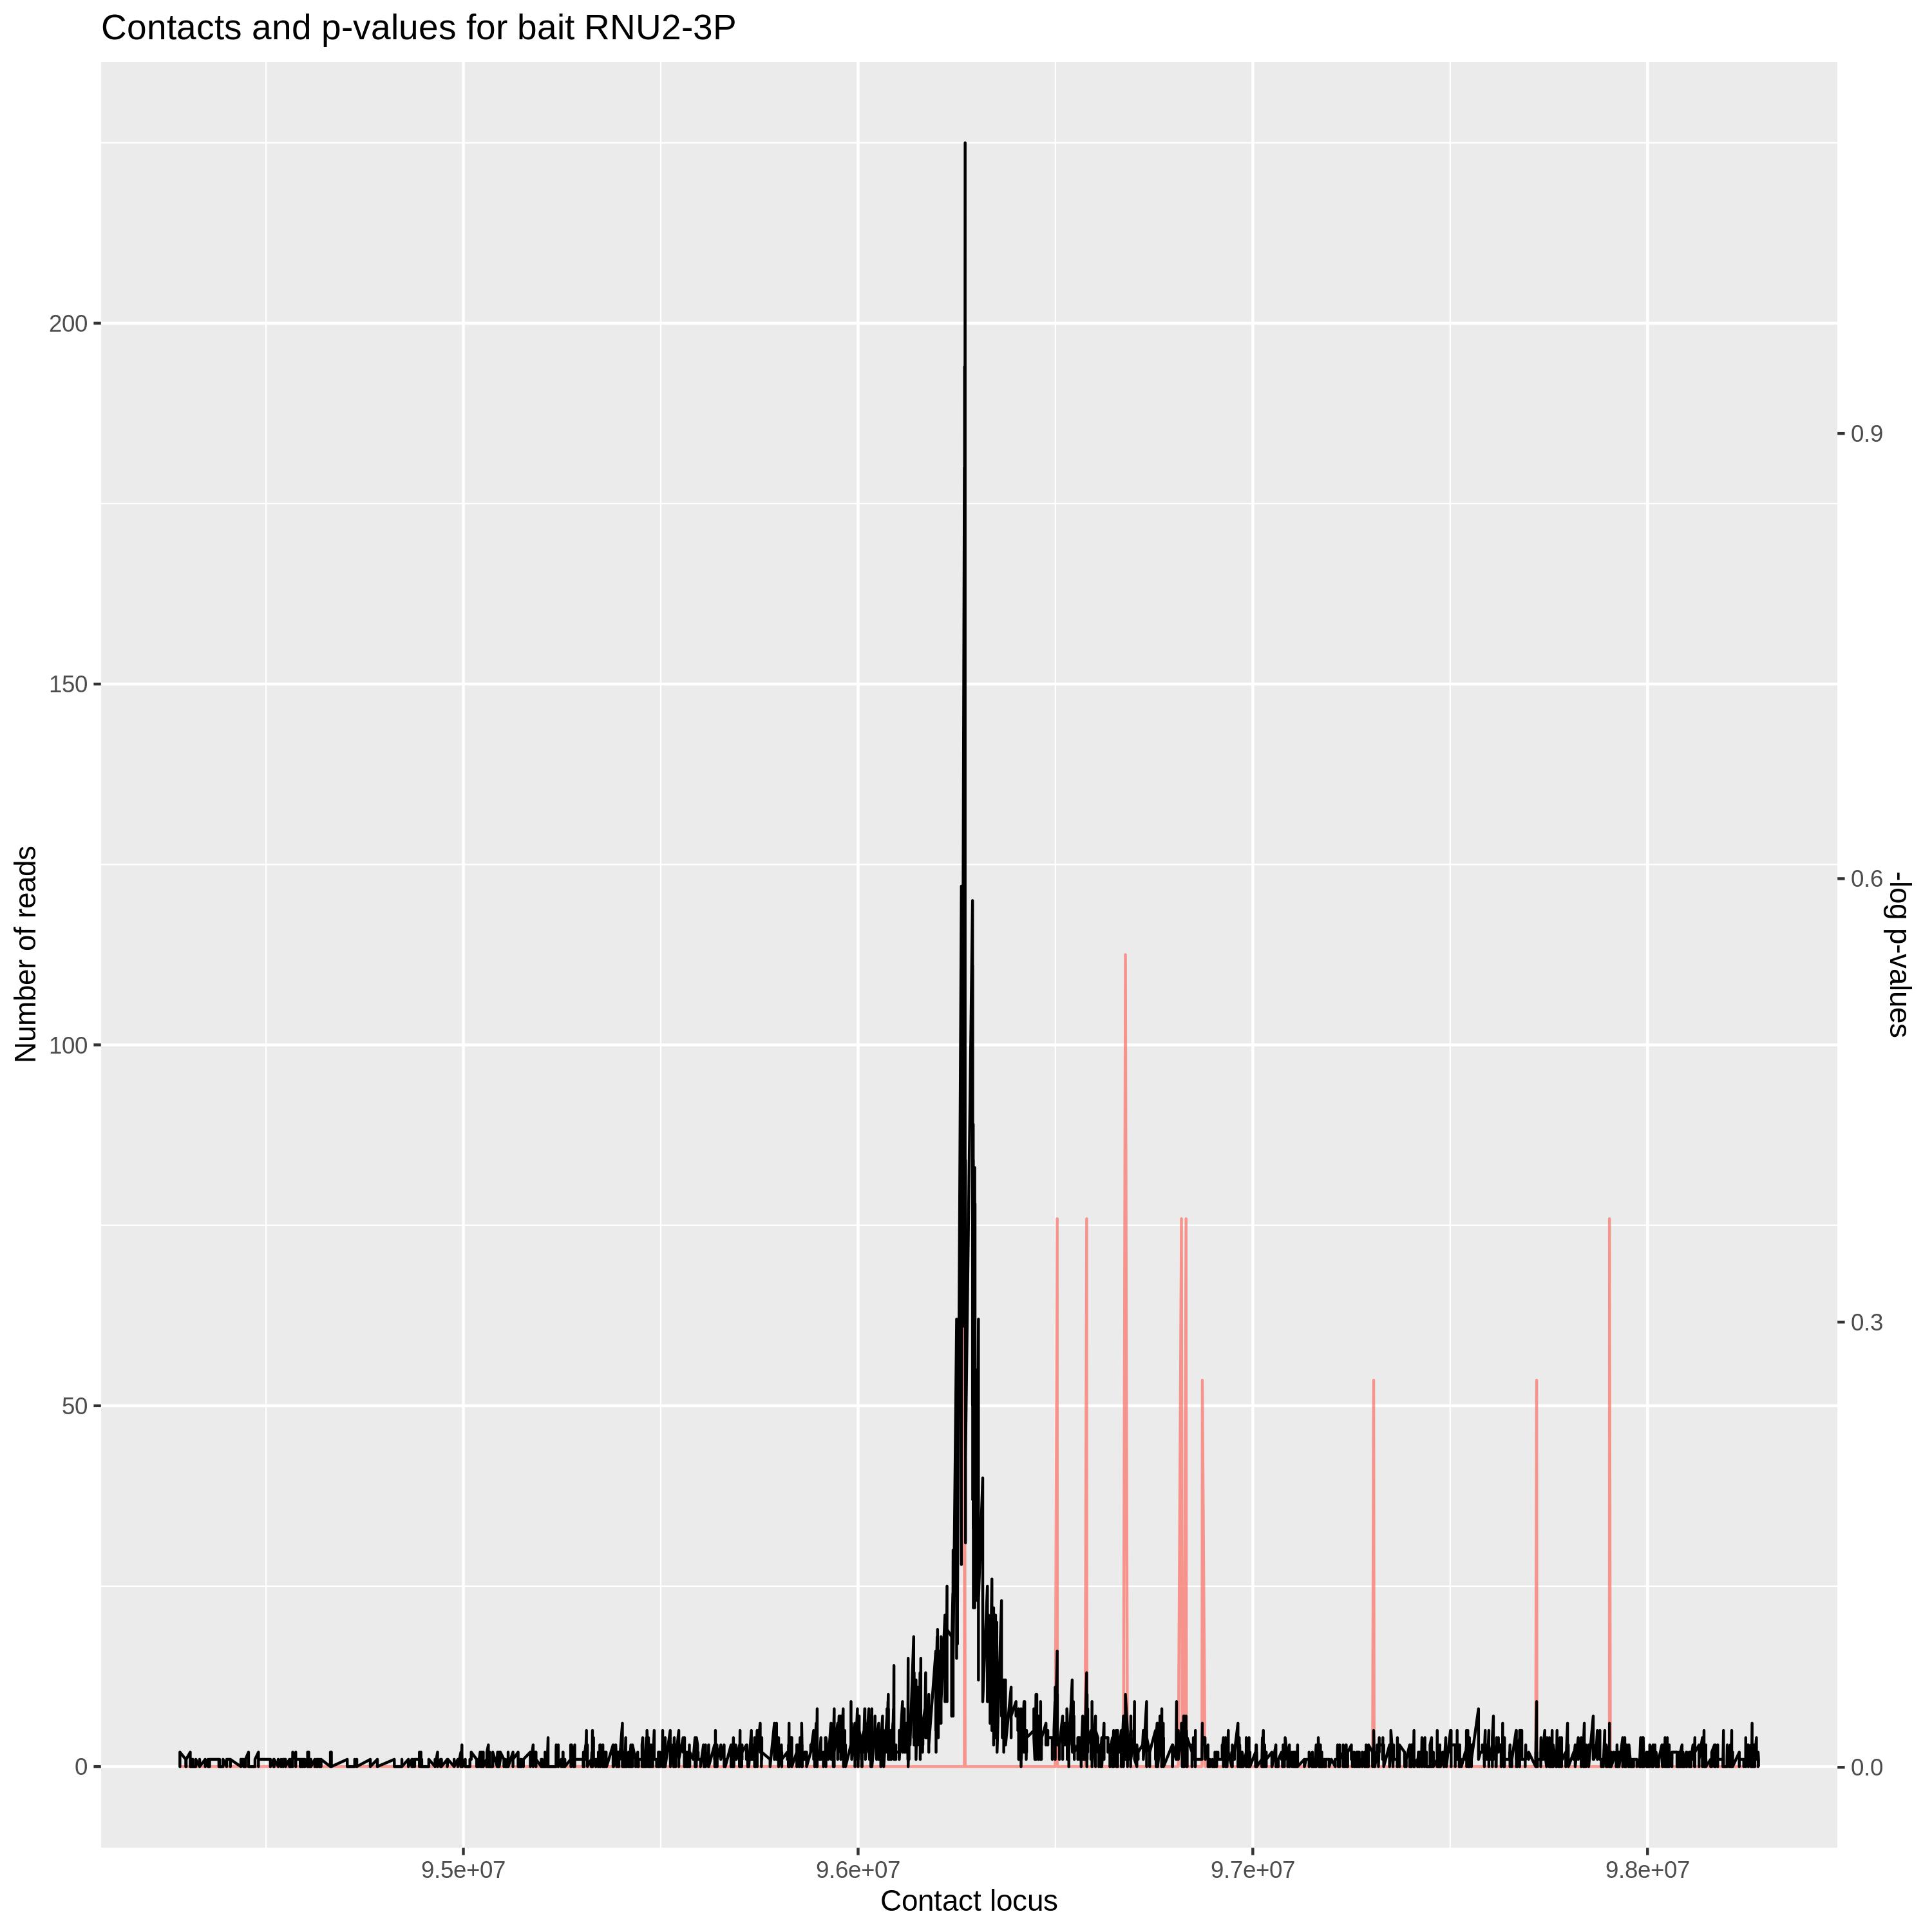 Contacts and p-values for bait RNU2-3P
200
150
100
50
0
0.9
0.6
0.3
0.0
Number of reads
-log p-values
9.5e+07
9.6e+07
9.7e+07
9.8e+07
Contact locus